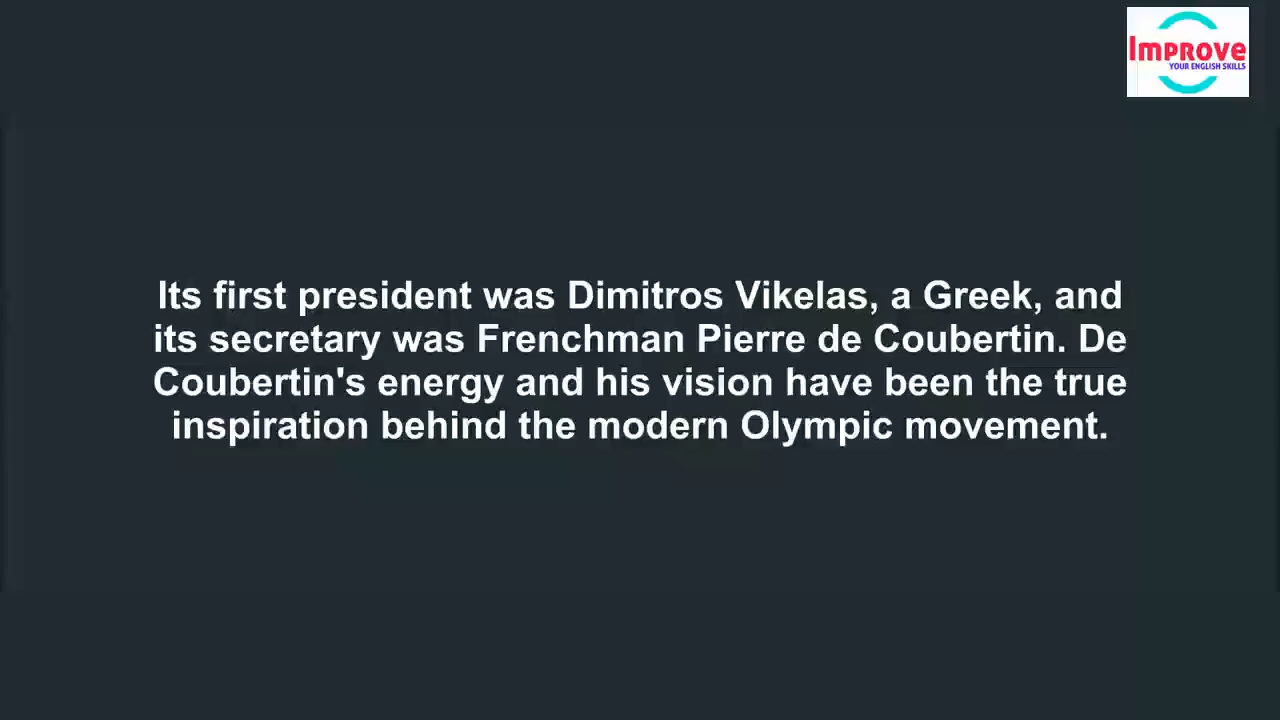 Improve
YOUR ENGLISH SKILLS
Its first president was Dimitros Vikelas, a Greek, and
its secretary was Frenchman Pierre de Coubertin. De
Coubertin's energy and his vision have been the true
inspiration behind the modern Olympic movement.